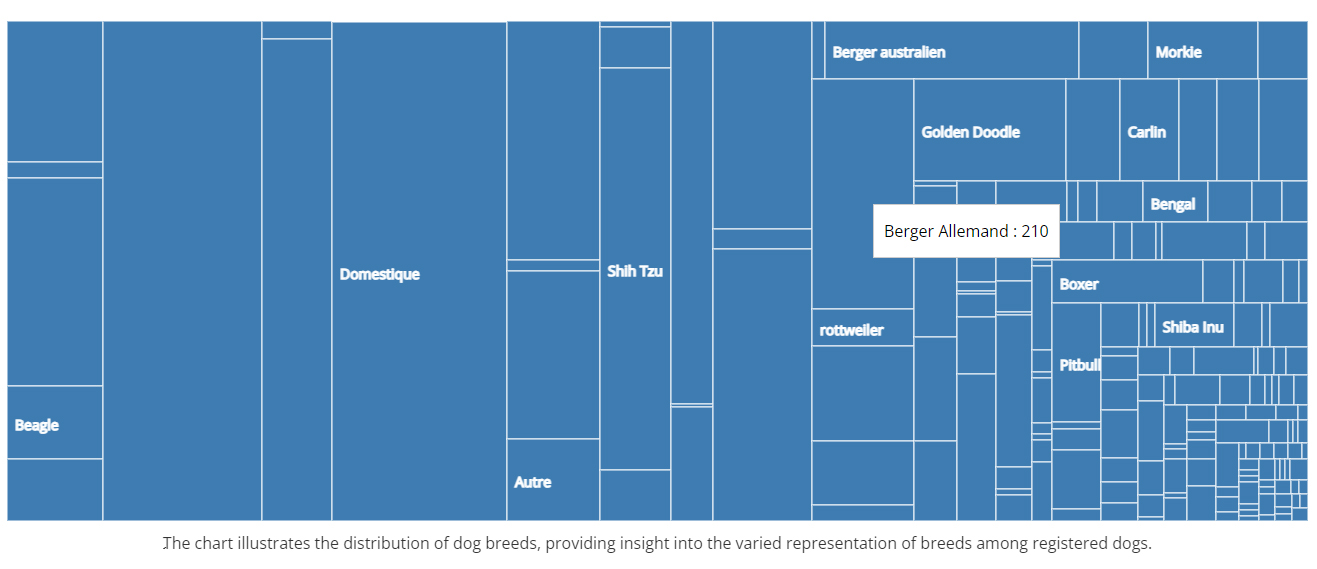 Berger australien
Morkie
Golden Doodle
Carlin
Bengal
Berger Allemand : 210
Domestique
Shih Tzu
Boxer
rottweiler
Shiba Inu
Pitbull
Beagle
Autre
The chart illustrates the distribution of dog breeds, providing insight into the varied representation of breeds among registered dogs.